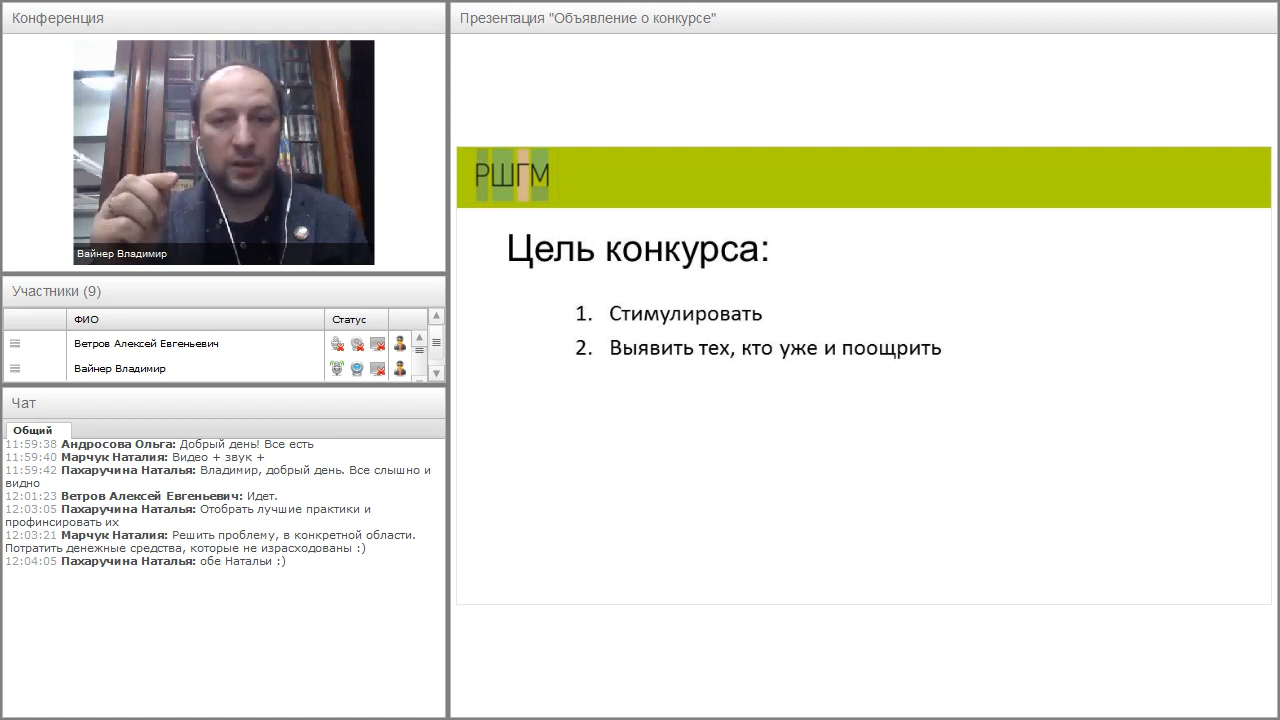 Конференция
Вайнер Владимир
Участники (9)
ФИО Статус
Ветров Алексей Евгеньевич
Вайнер Владимир
Чат
Общий
11:59:38 Андросова Ольга: Добрый день! Все есть
11:59:40 Марчук Наталия: Видео + звук +
11:59:42 Пахаручина Наталья: Владимир, добрый день. Все слышно и
видно
12:01:23 Ветров Алексей Евгеньевич: Идет.
12:03:05 Пахаручина Наталья: Отобрать лучшие практики и
профинсировать их
12:03:21 Марчук Наталия: Решить проблему, в конкретной области.
Потратить денежные средства, которые не израсходованы :)
12:04:05 Пахаручина Наталья: обе Натальи :)
Презентация "Объявление о конкурсе"
РШГМ
Цель конкурса:
1. Стимулировать
2. Выявить тех, кто уже и поощрить